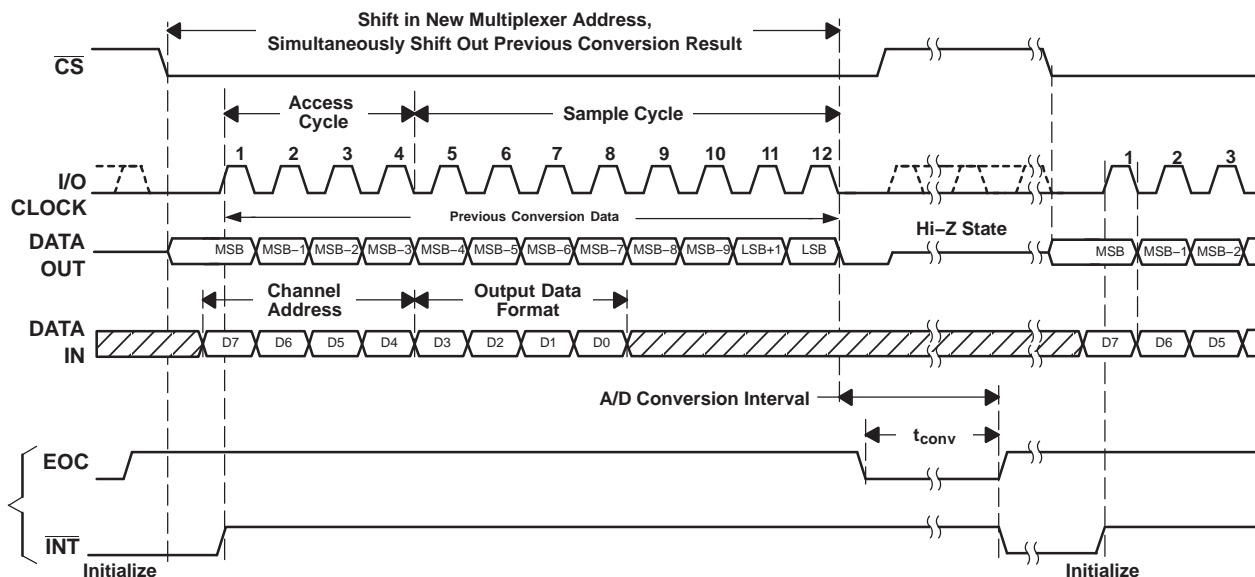 Shift in New Multiplexer Address,
Simultaneously Shift Out Previous Conversion Result
CS
Access
Cycle
Sample Cycle
1 2 3 4 5 6 7 8 9 10 11 12 1 2 3
I/O
CLOCK
Previous Conversion Data
Hi–Z State
DATA
OUT
MSB MSB–1 MSB–2 MSB–3 MSB–4 MSB–5 MSB–6 MSB–7 MSB–8 MSB–9 LSB+1 LSB MSB MSB–1 MSB–2
Channel
Address
Output Data
Format
DATA
IN
D7 D6 D5 D4 D3 D2 D1 D0 D7 D6 D5
A/D Conversion Interval
tconv
EOC
INT
Initialize Initialize